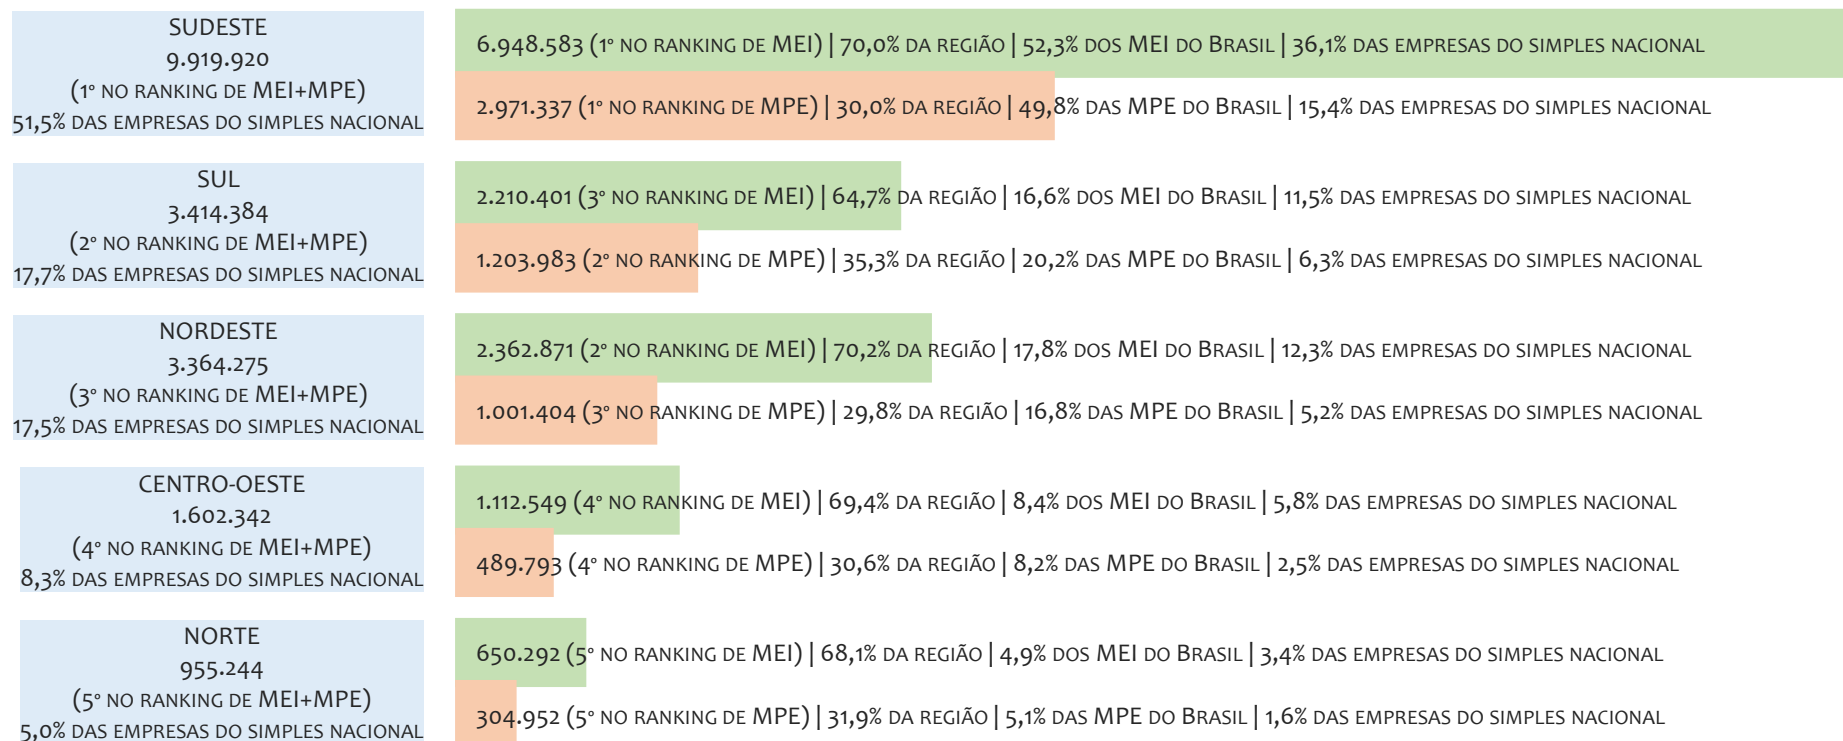 SUDESTE
9.919.920
(1° NO RANKING DE MEI+MPE)
51,5% DAS EMPRESAS DO SIMPLES NACIONAL
6.948.583 (1° NO RANKING DE MEI) | 70,0% DA REGIÃO | 52,3% DOS MEI DO BRASIL | 36,1% DAS EMPRESAS DO SIMPLES NACIONAL
2.971.337 (1° NO RANKING DE MPE) | 30,0% DA REGIÃO | 49,8% DAS MPE DO BRASIL | 15,4% DAS EMPRESAS DO SIMPLES NACIONAL
SUL
3.414.384
(2° NO RANKING DE MEI+MPE)
17,7% DAS EMPRESAS DO SIMPLES NACIONAL
2.210.401 (3° NO RANKING DE MEI) | 64,7% DA REGIÃO | 16,6% DOS MEI DO BRASIL | 11,5% DAS EMPRESAS DO SIMPLES NACIONAL
1.203.983 (2° NO RANKING DE MPE) | 35,3% DA REGIÃO | 20,2% DAS MPE DO BRASIL | 6,3% DAS EMPRESAS DO SIMPLES NACIONAL
NORDESTE
3.364.275
(3° NO RANKING DE MEI+MPE)
17,5% DAS EMPRESAS DO SIMPLES NACIONAL
2.362.871 (2° NO RANKING DE MEI) | 70,2% DA REGIÃO | 17,8% DOS MEI DO BRASIL | 12,3% DAS EMPRESAS DO SIMPLES NACIONAL
1.001.404 (3° NO RANKING DE MPE) | 29,8% DA REGIÃO | 16,8% DAS MPE DO BRASIL | 5,2% DAS EMPRESAS DO SIMPLES NACIONAL
CENTRO-OESTE
1.602.342
(4° NO RANKING DE MEI+MPE)
8,3% DAS EMPRESAS DO SIMPLES NACIONAL
1.112.549 (4° NO RANKING DE MEI) | 69,4% DA REGIÃO | 8,4% DOS MEI DO BRASIL | 5,8% DAS EMPRESAS DO SIMPLES NACIONAL
489.793 (4° NO RANKING DE MPE) | 30,6% DA REGIÃO | 8,2% DAS MPE DO BRASIL | 2,5% DAS EMPRESAS DO SIMPLES NACIONAL
NORTE
955.244
(5° NO RANKING DE MEI+MPE)
5,0% DAS EMPRESAS DO SIMPLES NACIONAL
650.292 (5° NO RANKING DE MEI) | 68,1% DA REGIÃO | 4,9% DOS MEI DO BRASIL | 3,4% DAS EMPRESAS DO SIMPLES NACIONAL
304.952 (5° NO RANKING DE MPE) | 31,9% DA REGIÃO | 5,1% DAS MPE DO BRASIL | 1,6% DAS EMPRESAS DO SIMPLES NACIONAL